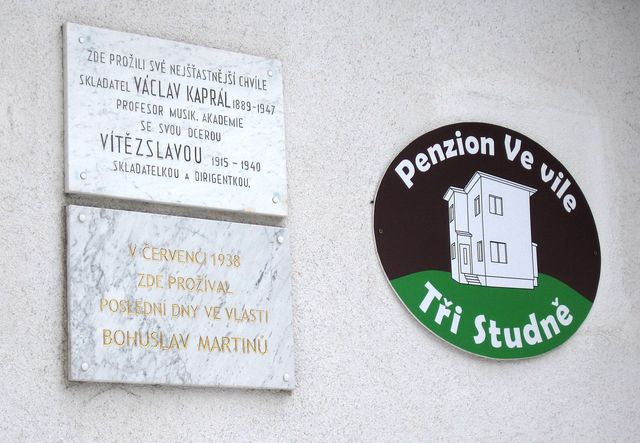 ZDE PROŽILI SVÉ NEJŠŤASTNĚJŠÍ CHVÍLE
SKLADATEL VÁCLAV KAPRÁL 1889-1947
PROFESOR MUSIK. AKADEMIE
SE SVOU DCEROU
VÍTĚZSLAVOU 1915 - 1940
SKLADATELKOU A DIRIGENTKOU.
V ČERVENCI 1938
ZDE PROŽÍVAL
POSLEDNÍ DNY VE VLASTI
BOHUSLAV MARTINŮ
Penzion Ve vile
Tři Studně